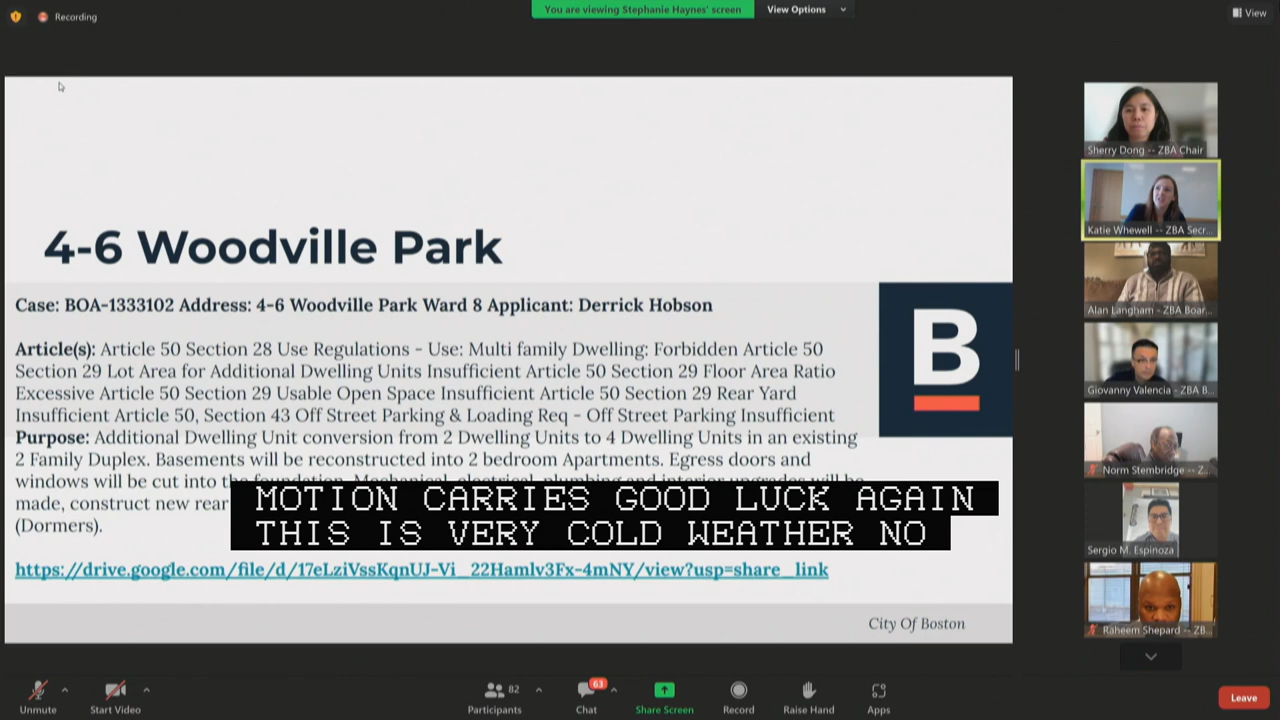 Recording
You are viewing Stephanie Haynes' screen
View Options
View
4-6 Woodville Park
Case: BOA-1333102 Address: 4-6 Woodville Park Ward 8 Applicant: Derrick Hobson
Article(s): Article 50 Section 28 Use Regulations - Use: Multi family Dwelling: Forbidden Article 50
Section 29 Lot Area for Additional Dwelling Units Insufficient Article 50 Section 29 Floor Area Ratio
Excessive Article 50 Section 29 Usable Open Space Insufficient Article 50 Section 29 Rear Yard
Insufficient Article 50, Section 43 Off Street Parking & Loading Req - Off Street Parking Insufficient
Purpose: Additional Dwelling Unit conversion from 2 Dwelling Units to 4 Dwelling Units in an existing
2 Family Duplex. Basements will be reconstructed into 2 bedroom Apartments. Egress doors and
windows will be cut into the foundation. Mechanical, electrical, plumbing and interior upgrades will be
made, construct new rear
(Dormers).
MOTION CARRIES GOOD LUCK AGAIN
THIS IS VERY COLD WEATHER NO
https://drive.google.com/file/d/17eLziVssKqnUJ-Vi_22Hamlv3Fx-4mNY/view?usp=share_link
B
City Of Boston
Sherry Dong -- ZBA Chair
Katie Whewell -- ZBA Secr...
Alan Langham - ZBA Boar...
Giovanny Valencia - ZBA B...
Norm Stembridge -- Z...
Sergio M. Espinoza
Raheem Shepard -- ZB...
Unmute
Start Video
82
Participants
63
Chat
Share Screen
Record
Raise Hand
Apps
Leave